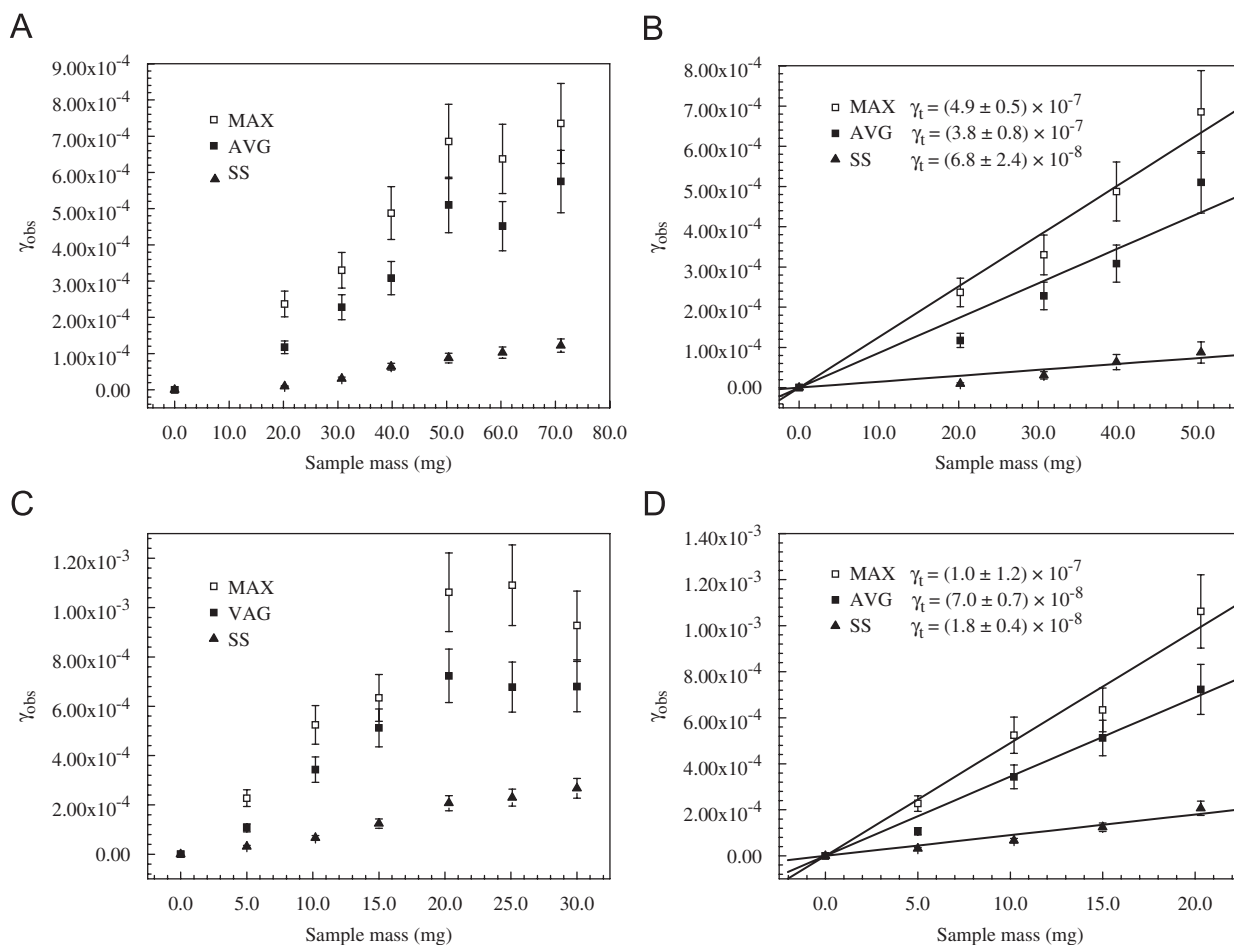 A
9.00x10-4
8.00x10-4
7.00x10-4
6.00x10-4
5.00x10-4
4.00x10-4
3.00x10-4
2.00x10-4
1.00x10-4
0.00
γobs
MAX
AVG
SS
0.0 10.0 20.0 30.0 40.0 50.0 60.0 70.0 80.0
Sample mass (mg)
B
8.00x10-4
7.00x10-4
6.00x10-4
5.00x10-4
4.00x10-4
3.00x10-4
2.00x10-4
1.00x10-4
0.00
γobs
MAX γt = (4.9 ± 0.5) × 10-7
AVG γt = (3.8 ± 0.8) × 10-7
SS γt = (6.8 ± 2.4) × 10-8
0.0 10.0 20.0 30.0 40.0 50.0
Sample mass (mg)
C
1.20x10-3
1.00x10-3
8.00x10-4
6.00x10-4
4.00x10-4
2.00x10-4
0.00
γobs
MAX
VAG
SS
0.0 5.0 10.0 15.0 20.0 25.0 30.0
Sample mass (mg)
D
1.40x10-3
1.20x10-3
1.00x10-3
8.00x10-4
6.00x10-4
4.00x10-4
2.00x10-4
0.00
γobs
MAX γt = (1.0 ± 1.2) × 10-7
AVG γt = (7.0 ± 0.7) × 10-8
SS γt = (1.8 ± 0.4) × 10-8
0.0 5.0 10.0 15.0 20.0
Sample mass (mg)